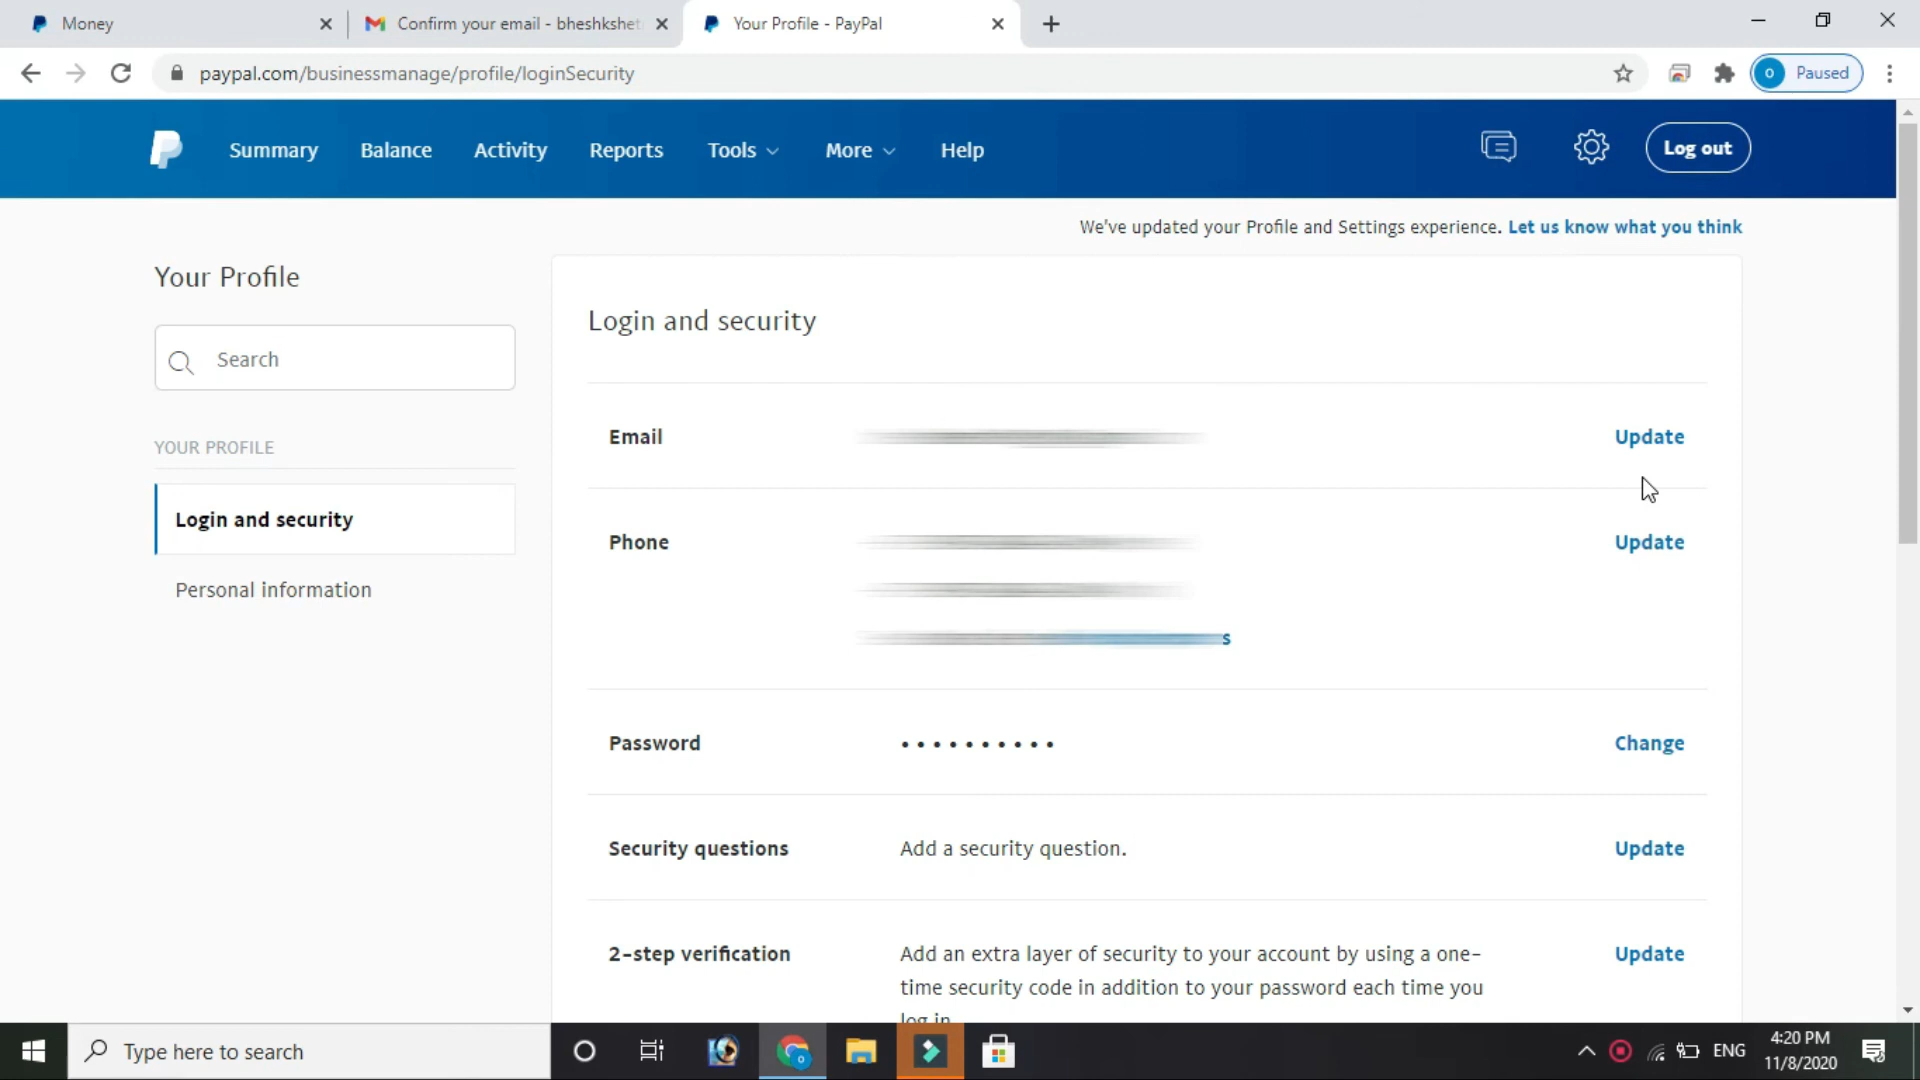 Money
Confirm your email - bheshkshet
Your Profile - PayPal
paypal.com/businessmanage/profile/loginSecurity
o Paused
Summary Balance Activity Reports Tools More Help
Log out
We've updated your Profile and Settings experience. Let us know what you think
Your Profile
Search
YOUR PROFILE
Login and security
Personal information
Login and security
Email Update
Phone Update
s
Password •••••••••• Change
Security questions Add a security question. Update
2-step verification Add an extra layer of security to your account by using a one- Update
time security code in addition to your password each time you
log in
Type here to search
ENG
4:20 PM
11/8/2020